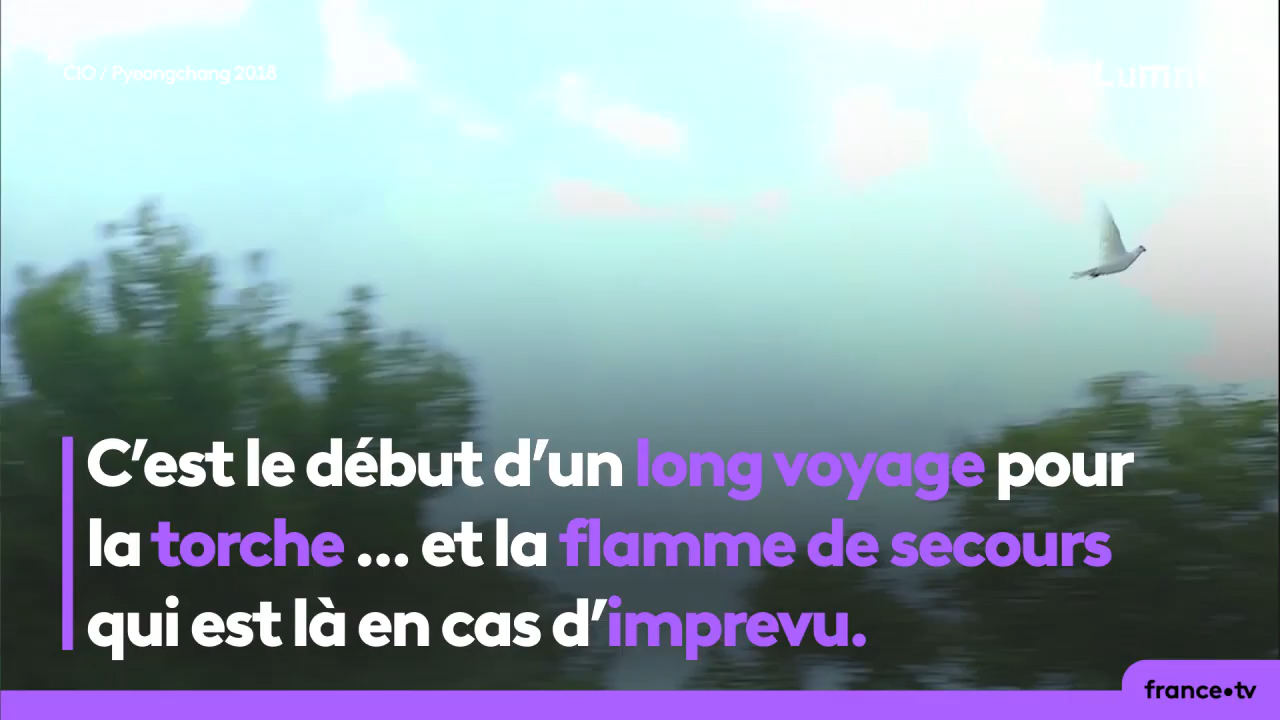 CIO / Pyeongchang 2018
Lumni
C’est le début d’un long voyage pour
la torche ... et la flamme de secours
qui est là en cas d’imprevu.
france•tv